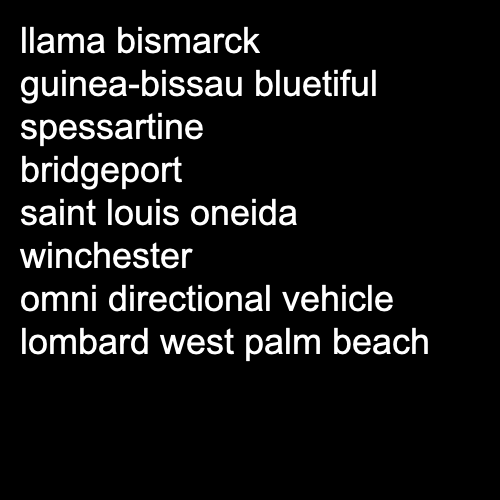 llama bismarck
guinea-bissau bluetiful
spessartine
bridgeport
saint louis oneida
winchester
omni directional vehicle
lombard west palm beach